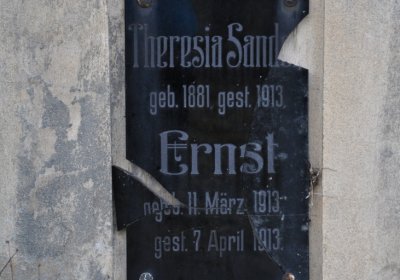 Theresia Sand
geb. 1881, gest. 1913.
Ernst
geb. 11. März 1913
gest. 7 April 1913.